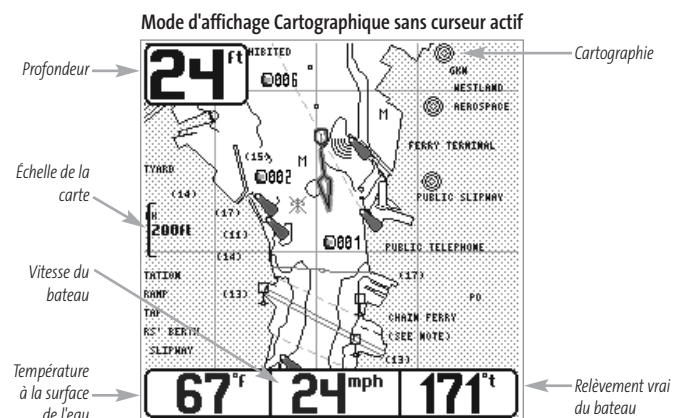 Mode d'affichage Cartographique sans curseur actif
Profondeur
24 ft
HIBITED
006
Cartographie
GKN
WESTLAND
AEROSPACE
M
FERRY TERMINAL
TYARD
(15)
M
002
(14)
PUBLIC SLIPWAY
Échelle de la
carte
(17)
200ft
(11)
001
PUBLIC TELEPHONE
(14)
Vitesse du
bateau
TATION
(17)
RAMP
(13)
PO
CHAIN FERRY
RS' BERTH
(SEE NOTE)
SLIPWAY
(13)
Température
à la surface
de l'eau
67°F
24 mph
171°t
Relèvement vrai
du bateau